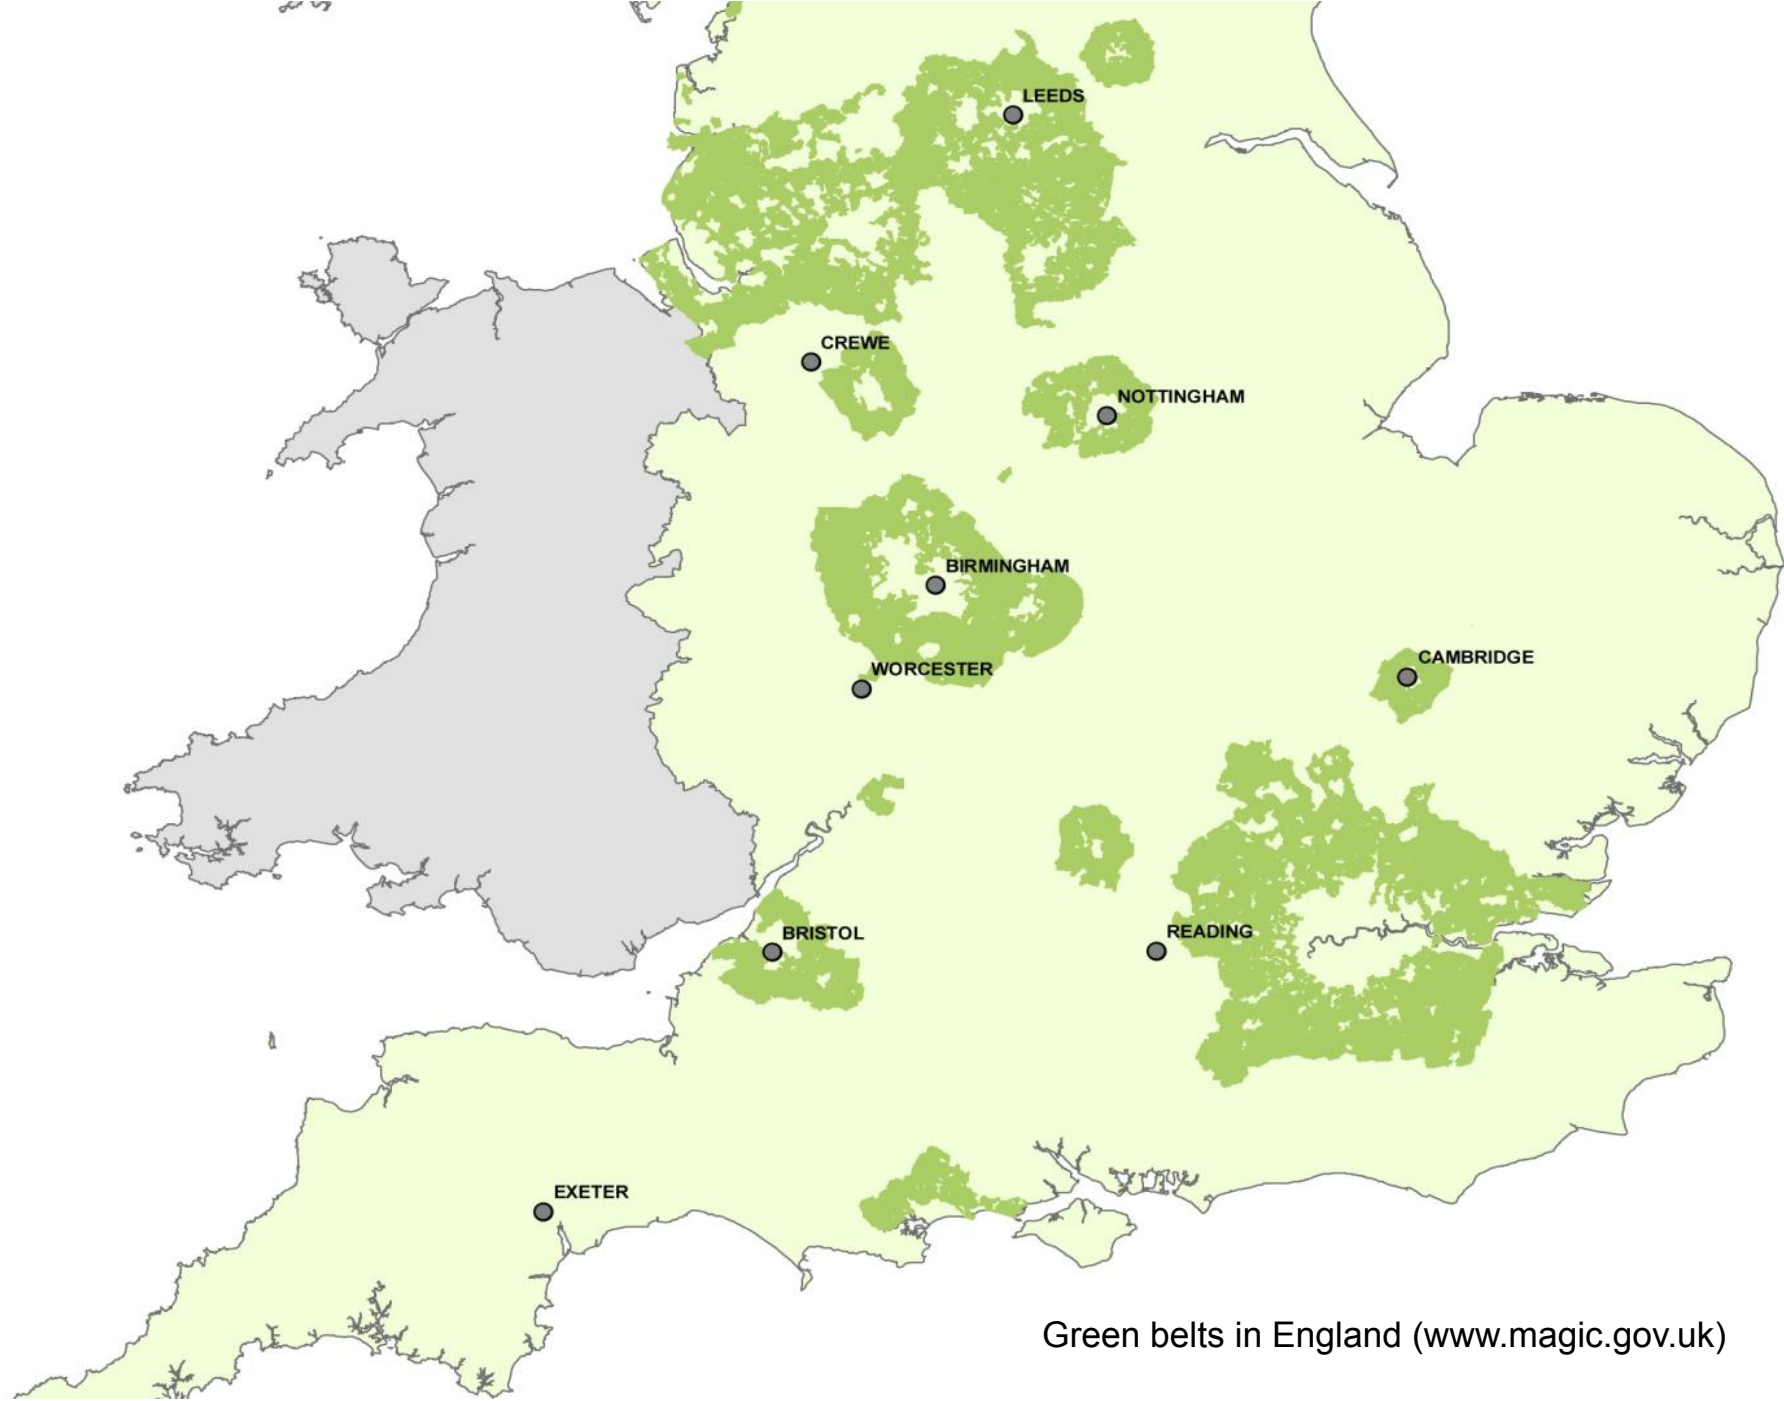 LEEDS
CREWE
NOTTINGHAM
BIRMINGHAM
CAMBRIDGE
WORCESTER
READING
BRISTOL
EXETER
Green belts in England (www.magic.gov.uk)